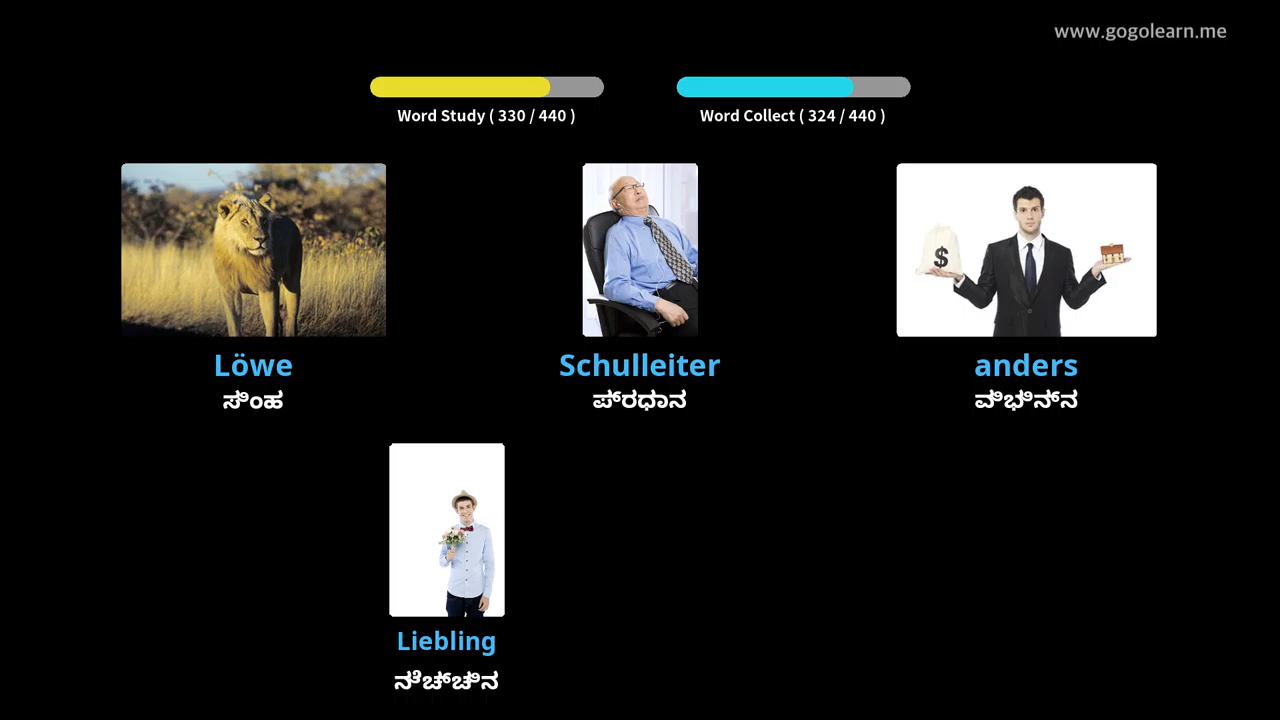 www.gogolearn.me
Word Study ( 330 / 440 )
Word Collect ( 324 / 440 )
$
Löwe
Schulleiter
anders
ಸಿಂಹ
ಪ್ರಧಾನ
ವಿಭಿನ್ನ
Liebling
ನೆಚ್ಚಿನ